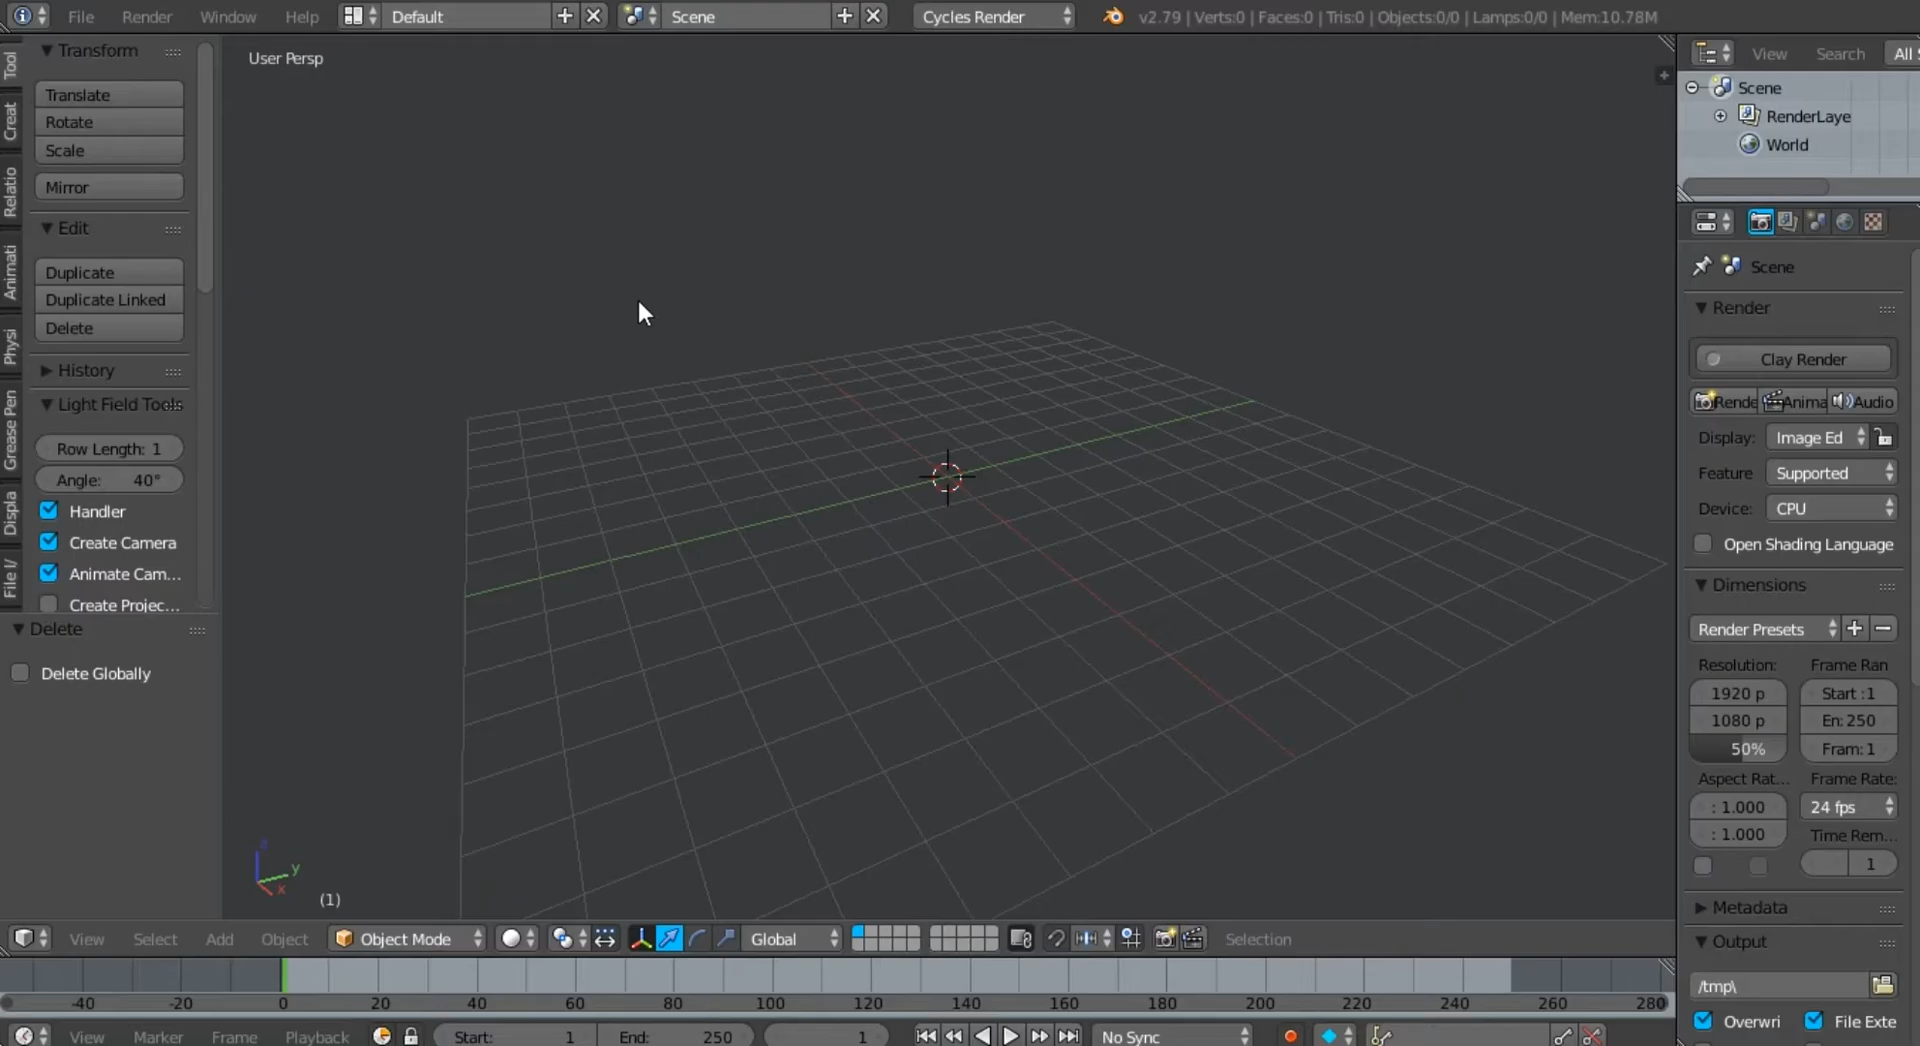 File Render Window Help Default Scene Cycles Render v2.79 | Verts:0 | Faces:0 | Tris:0 | Objects:0/0 | Lamps:0/0 | Mem:10.78M
Tool
Creat
Relatio
Animati
Physi
Grease Pen
Displa
File I/
Transform
Translate
Rotate
Scale
Mirror
Edit
Duplicate
Duplicate Linked
Delete
History
Light Field Tools
Row Length: 1
Angle: 40°
Handler
Create Camera
Animate Cam...
Create Projec...
Delete
Delete Globally
User Persp
z
y
x
(1)
View Select Add Object Object Mode Global Selection
-40 -20 0 20 40 60 80 100 120 140 160 180 200 220 240 260 280
View Marker Frame Playback Start: 1 End: 250 1 No Sync
View Search All S
Scene
RenderLaye
World
Scene
Render
Clay Render
Rende Anima Audio
Display: Image Ed
Feature Supported
Device: CPU
Open Shading Language
Dimensions
Render Presets
Resolution: Frame Ran
1920 p Start :1
1080 p En: 250
50% Fram: 1
Aspect Rat... Frame Rate:
: 1.000 24 fps
: 1.000 Time Rem...
1
Metadata
Output
/tmp\
Overwri File Exte